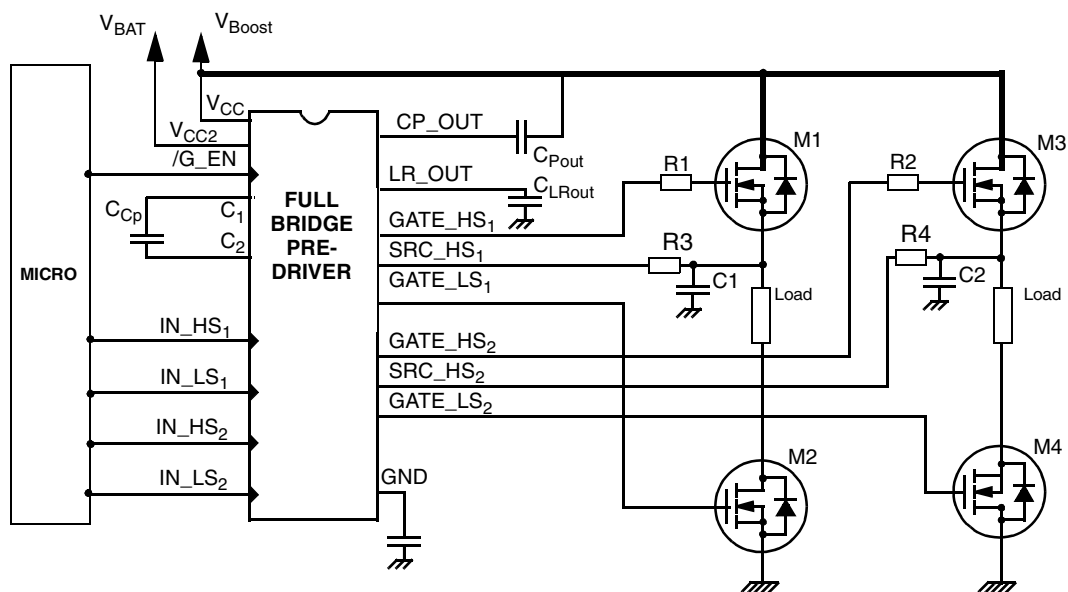 VBAT
VBoost
VCC
VCC2
/G_EN
CCp
C1
C2
MICRO
IN_HS1
IN_LS1
IN_HS2
IN_LS2
FULL
BRIDGE
PRE-
DRIVER
CP_OUT
CPout
LR_OUT
CLRout
GATE_HS1
SRC_HS1
GATE_LS1
GATE_HS2
SRC_HS2
GATE_LS2
GND
R1
M1
R2
M3
R3
C1
Load
R4
C2
Load
M2
M4